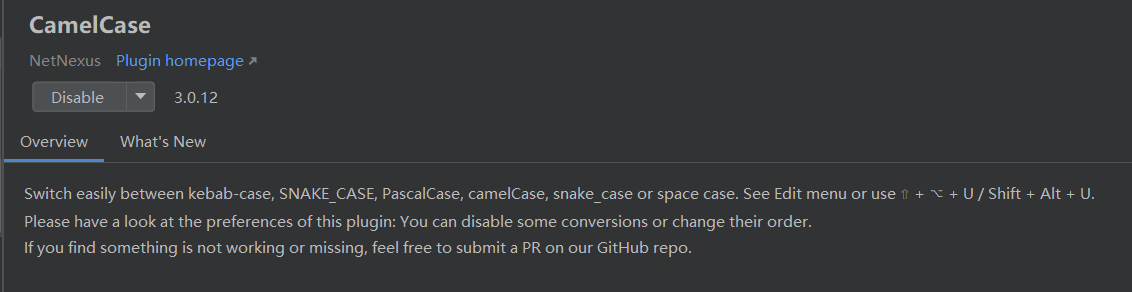 CamelCase
NetNexus Plugin homepage ↗
Disable 3.0.12
Overview What's New
Switch easily between kebab-case, SNAKE_CASE, PascalCase, camelCase, snake_case or space case. See Edit menu or use ⇧ + ⌥ + U / Shift + Alt + U.
Please have a look at the preferences of this plugin: You can disable some conversions or change their order.
If you find something is not working or missing, feel free to submit a PR on our GitHub repo.